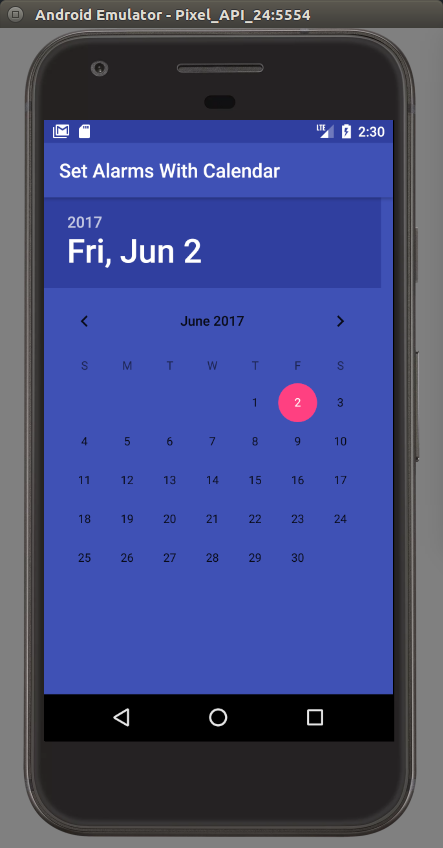 Android Emulator - Pixel_API_24:5554
LTE 2:30
Set Alarms With Calendar
2017
Fri, Jun 2
June 2017
S M T W T F S
1 2 3
4 5 6 7 8 9 10
11 12 13 14 15 16 17
18 19 20 21 22 23 24
25 26 27 28 29 30